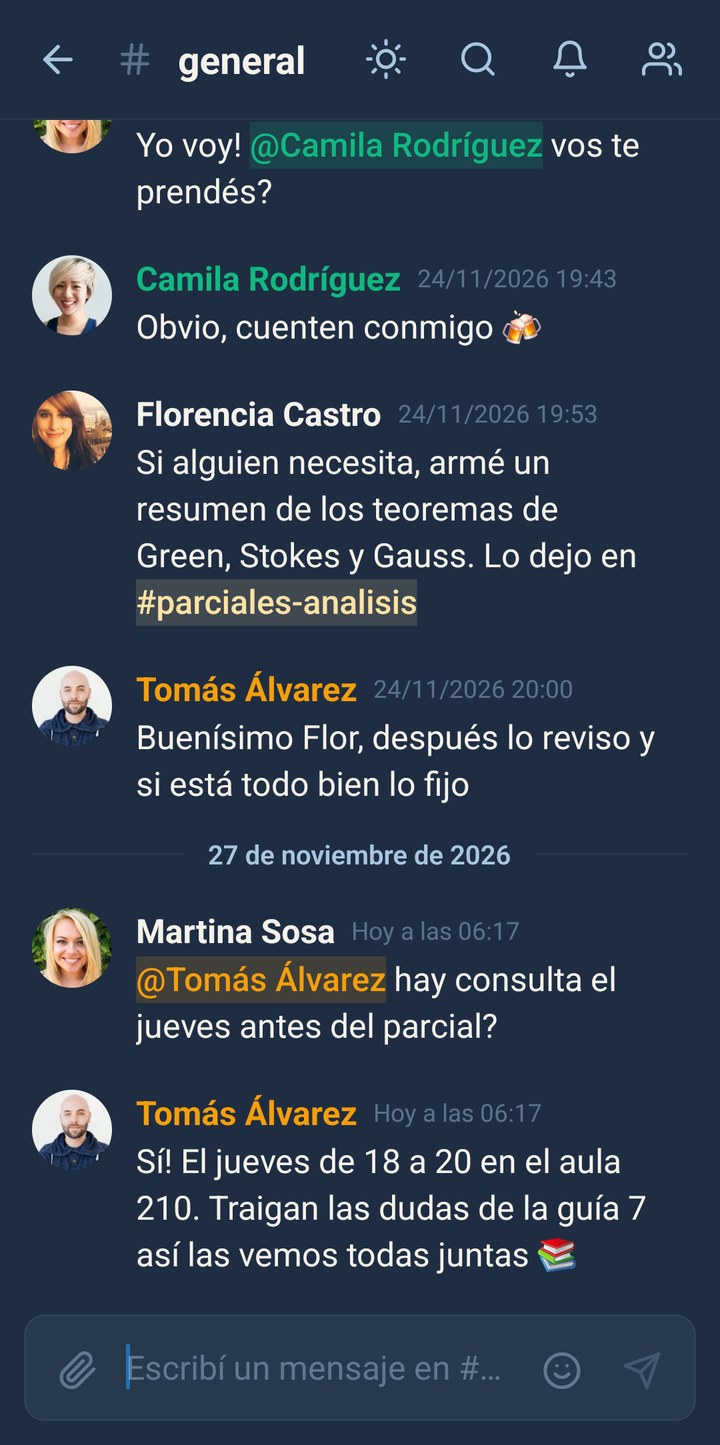 # general
Yo voy! @Camila Rodríguez vos te
prendés?
Camila Rodríguez 24/11/2026 19:43
Obvio, cuenten conmigo 🍻
Florencia Castro 24/11/2026 19:53
Si alguien necesita, armé un
resumen de los teoremas de
Green, Stokes y Gauss. Lo dejo en
#parciales-analisis
Tomás Álvarez 24/11/2026 20:00
Buenísimo Flor, después lo reviso y
si está todo bien lo fijo
27 de noviembre de 2026
Martina Sosa Hoy a las 06:17
@Tomás Álvarez hay consulta el
jueves antes del parcial?
Tomás Álvarez Hoy a las 06:17
Sí! El jueves de 18 a 20 en el aula
210. Traigan las dudas de la guía 7
así las vemos todas juntas 📚
Escribí un mensaje en #...